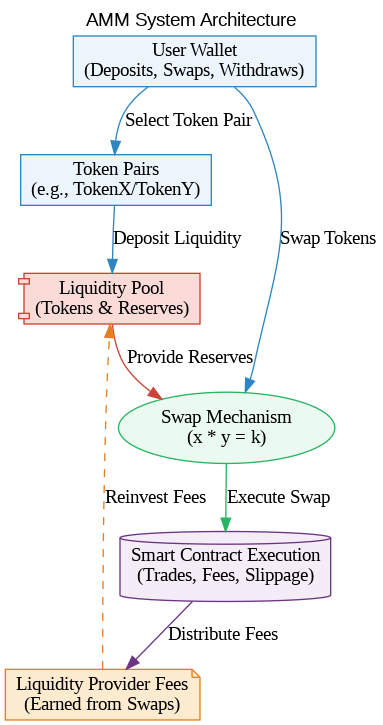 AMM System Architecture
User Wallet
(Deposits, Swaps, Withdraws)
Select Token Pair
Token Pairs
(e.g., TokenX/TokenY)
Deposit Liquidity
Swap Tokens
Liquidity Pool
(Tokens & Reserves)
Provide Reserves
Swap Mechanism
(x * y = k)
Reinvest Fees
Execute Swap
Smart Contract Execution
(Trades, Fees, Slippage)
Distribute Fees
Liquidity Provider Fees
(Earned from Swaps)